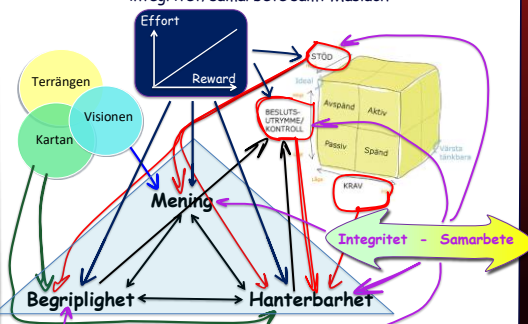 Effort
Reward
STÖD
Terrängen
Visionen
Kartan
Ideal
BESLUTS-
UTRYMME/
KONTROLL
Avspänd
Aktiv
Passiv
Spänd
Värsta
tänkbara
KRAV
Mening
Integritet - Samarbete
Begriplighet
Hanterbarhet